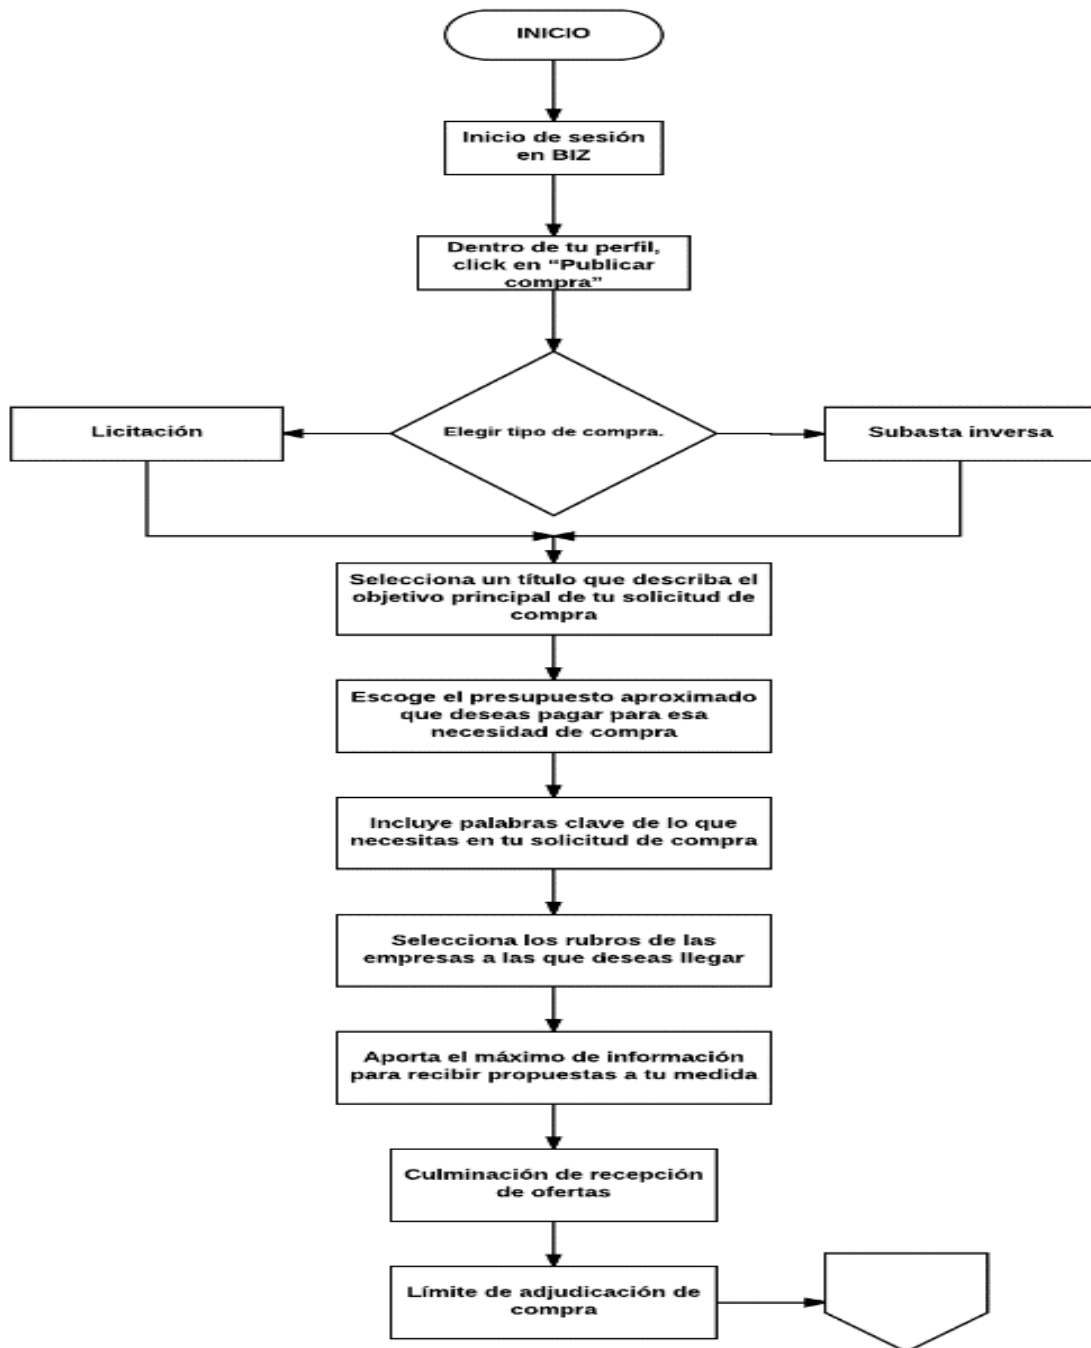 INICIO
Inicio de sesión
en BIZ
Dentro de tu perfil,
click en “Publicar
compra”
Elegir tipo de compra.
Licitación
Subasta inversa
Selecciona un título que describa el
objetivo principal de tu solicitud de
compra
Escoge el presupuesto aproximado
que deseas pagar para esa
necesidad de compra
Incluye palabras clave de lo que
necesitas en tu solicitud de compra
Selecciona los rubros de las
empresas a las que deseas llegar
Aporta el máximo de información
para recibir propuestas a tu medida
Culminación de recepción
de ofertas
Límite de adjudicación de
compra